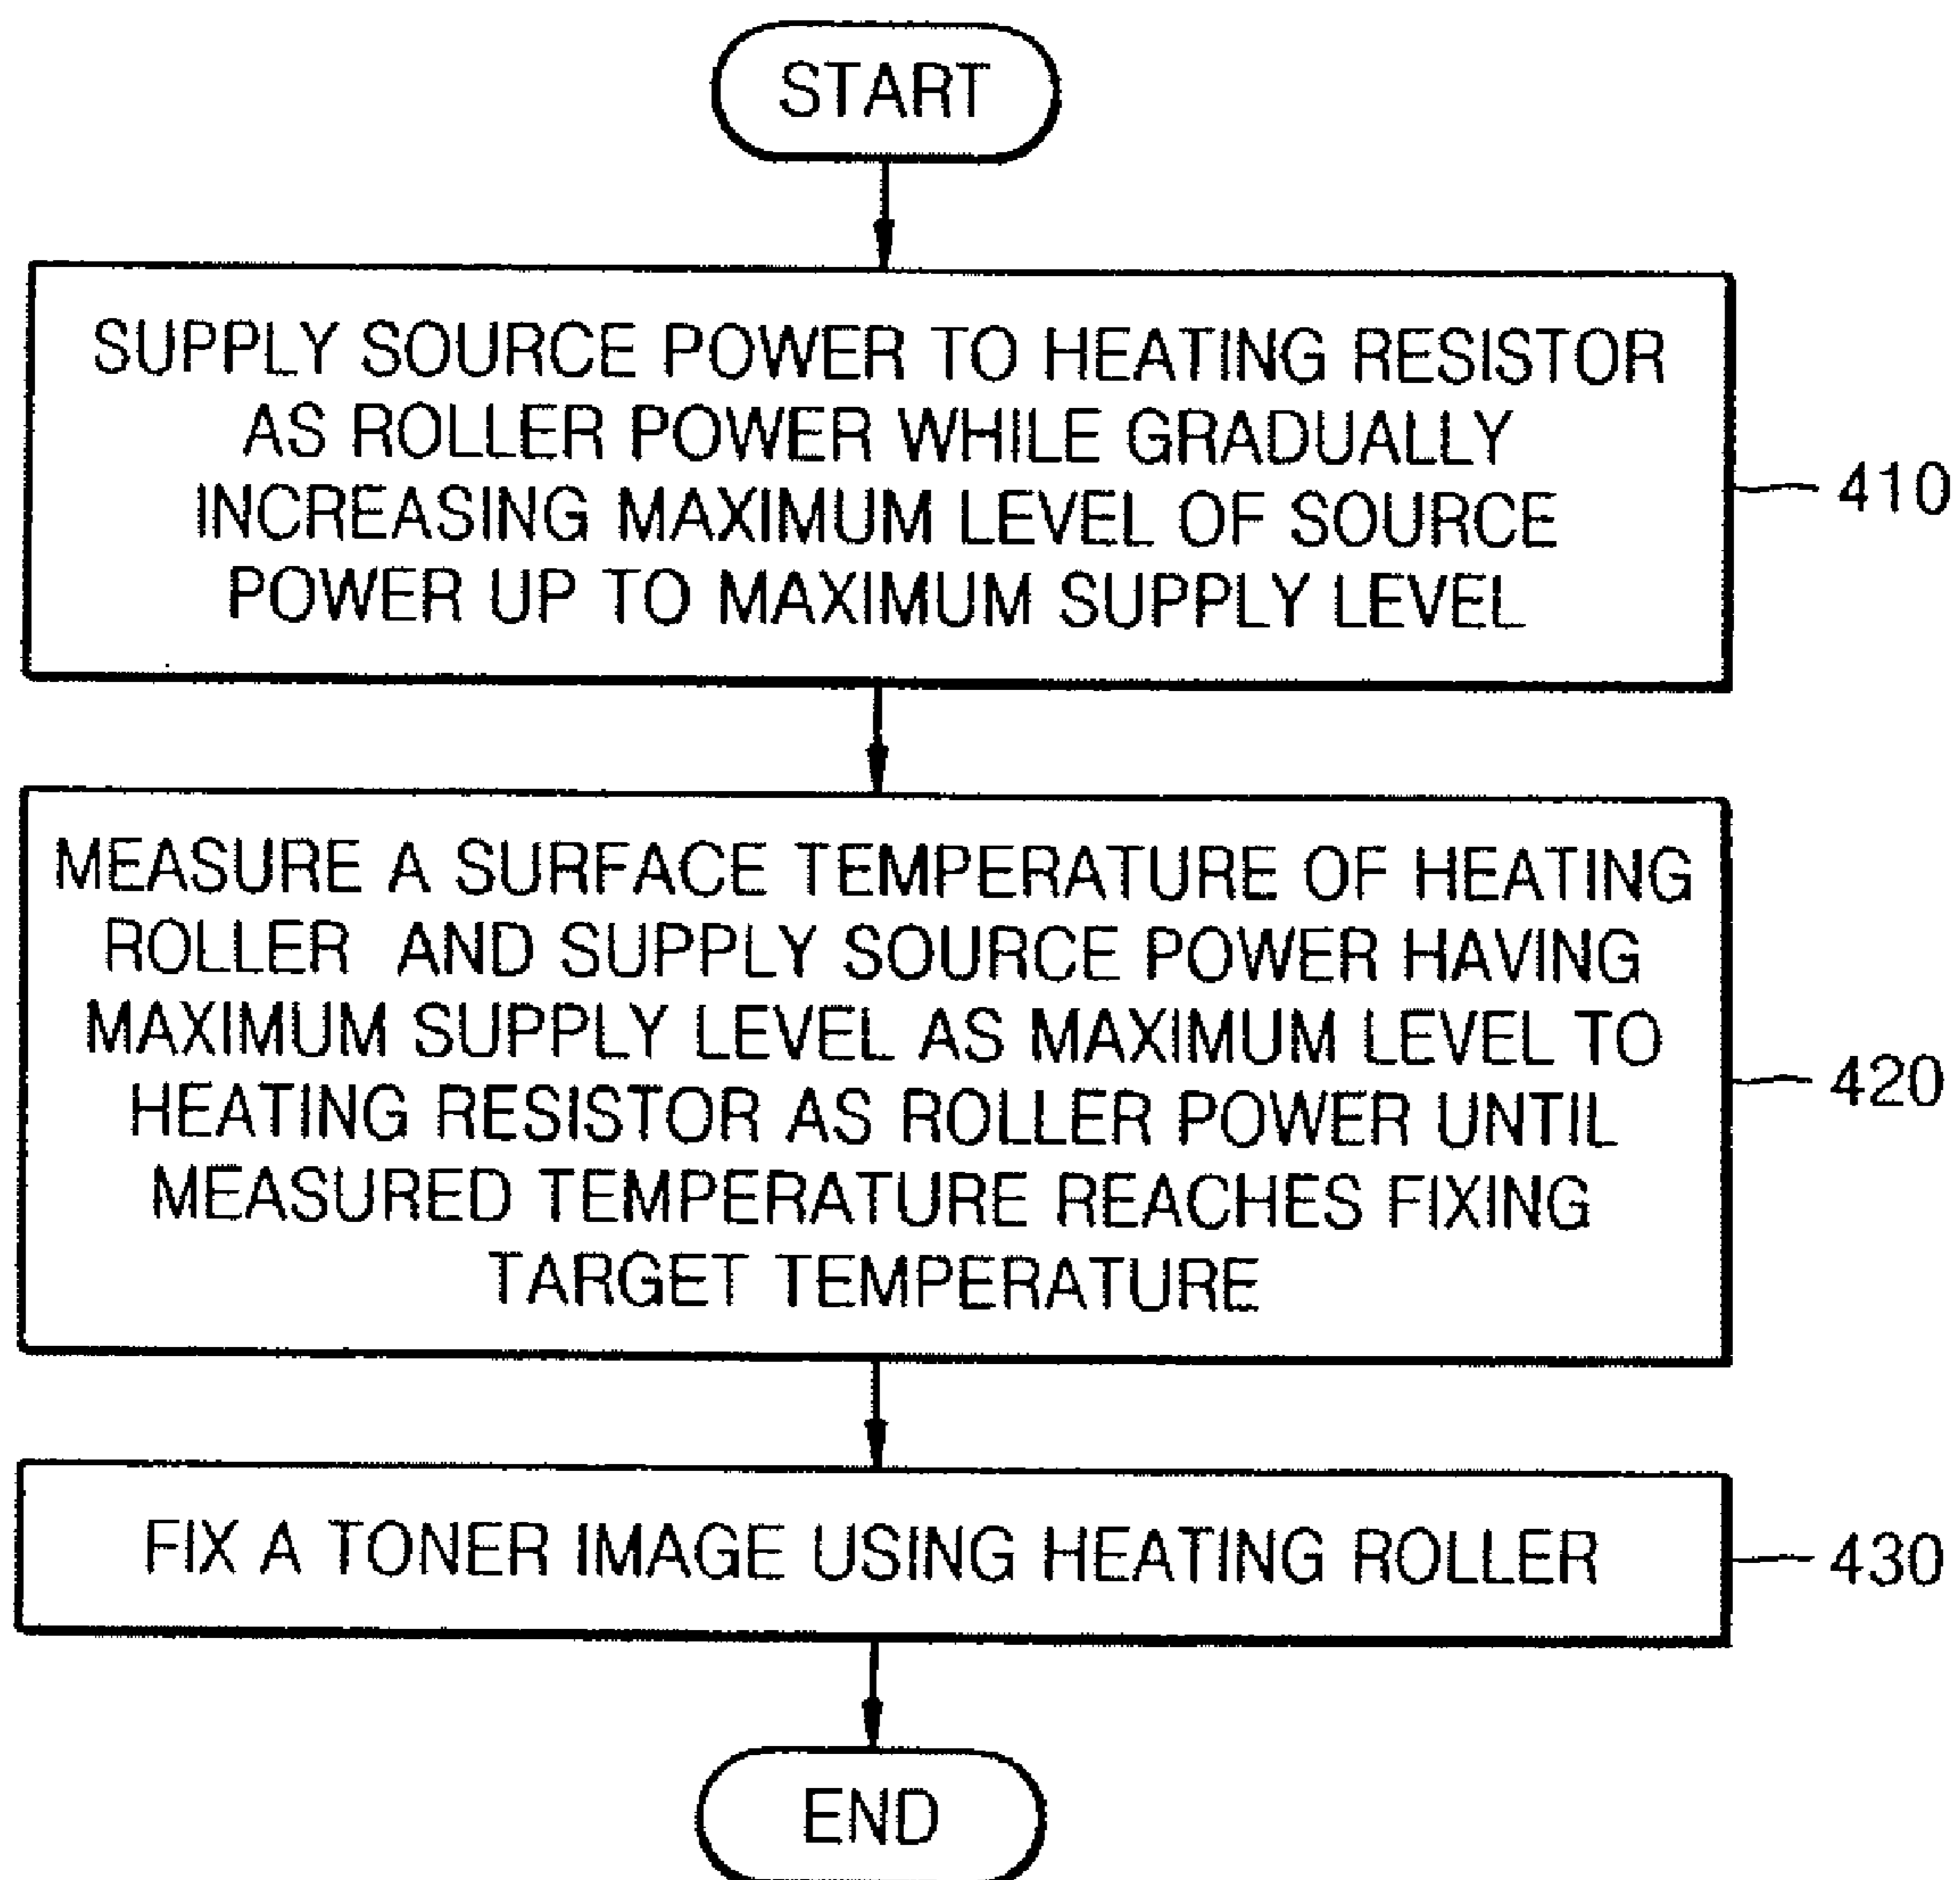 START
SUPPLY SOURCE POWER TO HEATING RESISTOR
AS ROLLER POWER WHILE GRADUALLY
INCREASING MAXIMUM LEVEL OF SOURCE
POWER UP TO MAXIMUM SUPPLY LEVEL
410
MEASURE A SURFACE TEMPERATURE OF HEATING
ROLLER AND SUPPLY SOURCE POWER HAVING
MAXIMUM SUPPLY LEVEL AS MAXIMUM LEVEL TO
HEATING RESISTOR AS ROLLER POWER UNTIL
MEASURED TEMPERATURE REACHES FIXING
TARGET TEMPERATURE
420
FIX A TONER IMAGE USING HEATING ROLLER
430
END